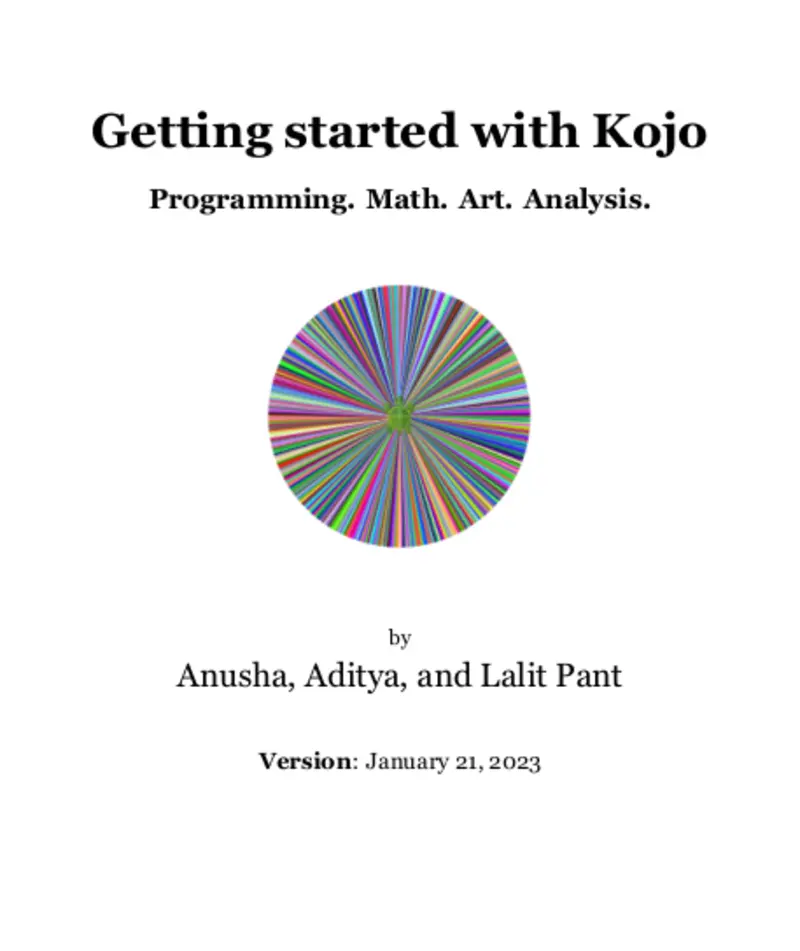 Getting started with Kojo
Programming. Math. Art. Analysis.
by
Anusha, Aditya, and Lalit Pant
Version: January 21, 2023